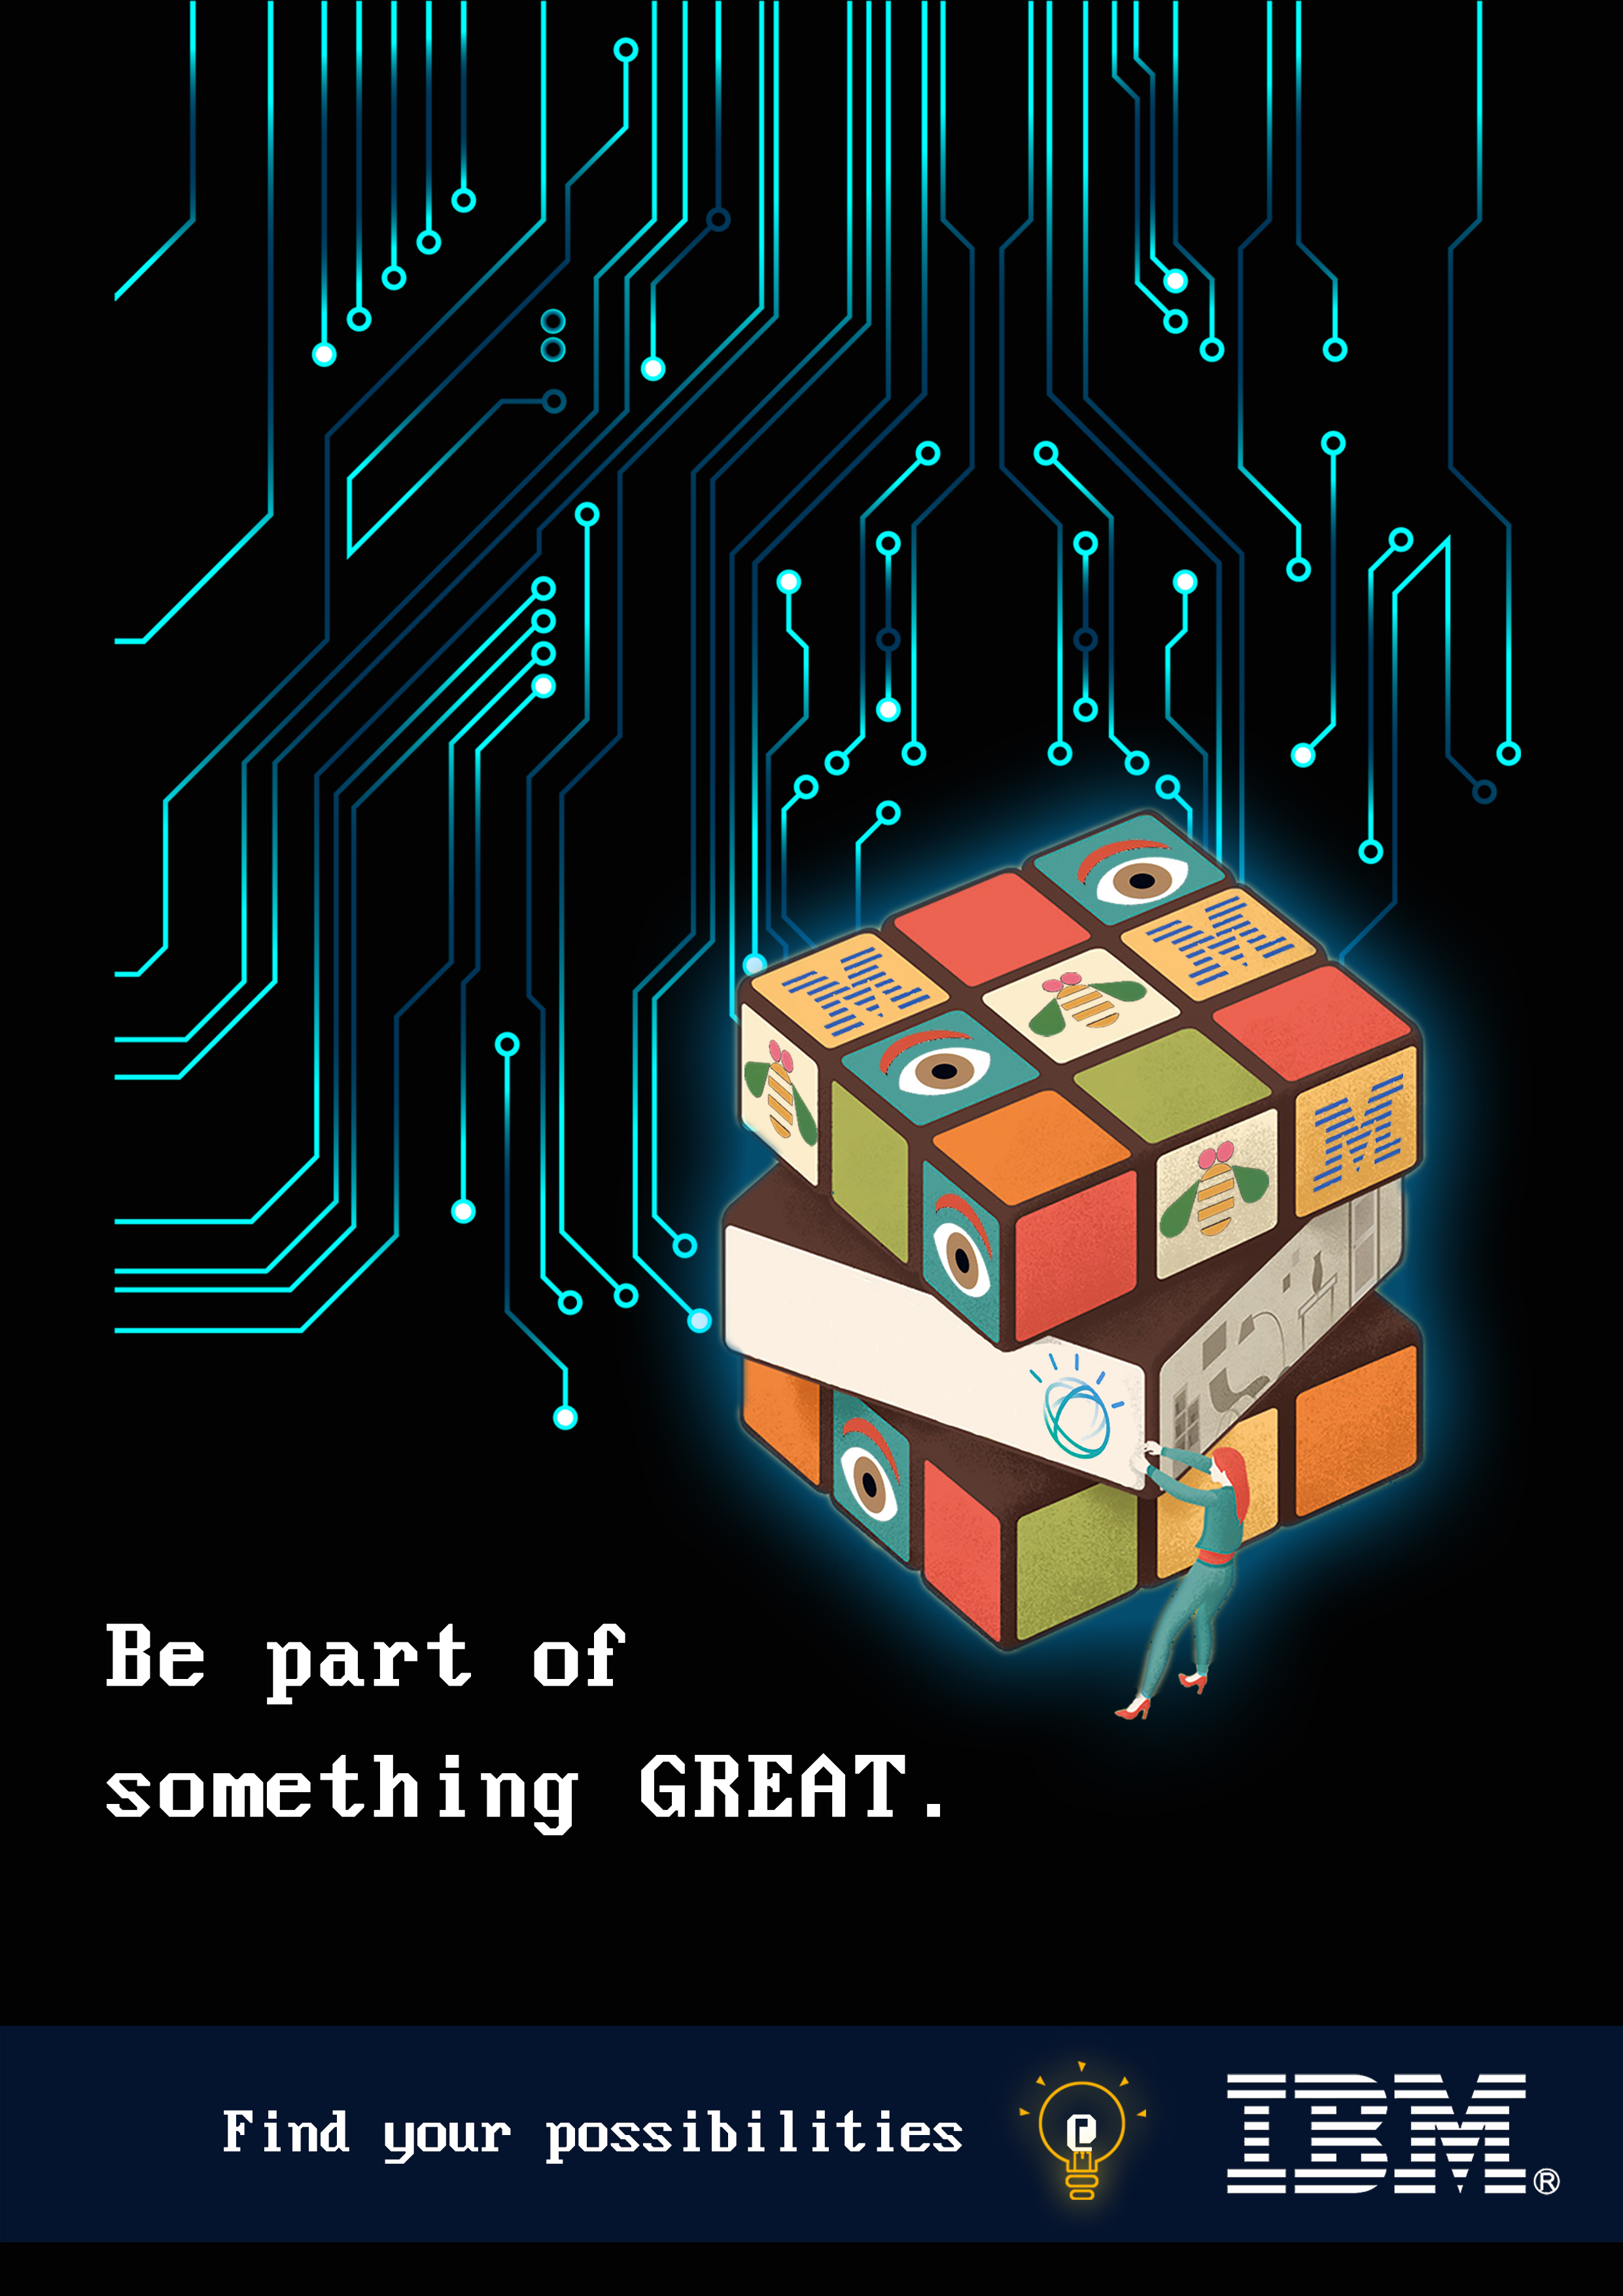 M
M
M
Be part of
something GREAT.
Find your possibilities @ IBM®